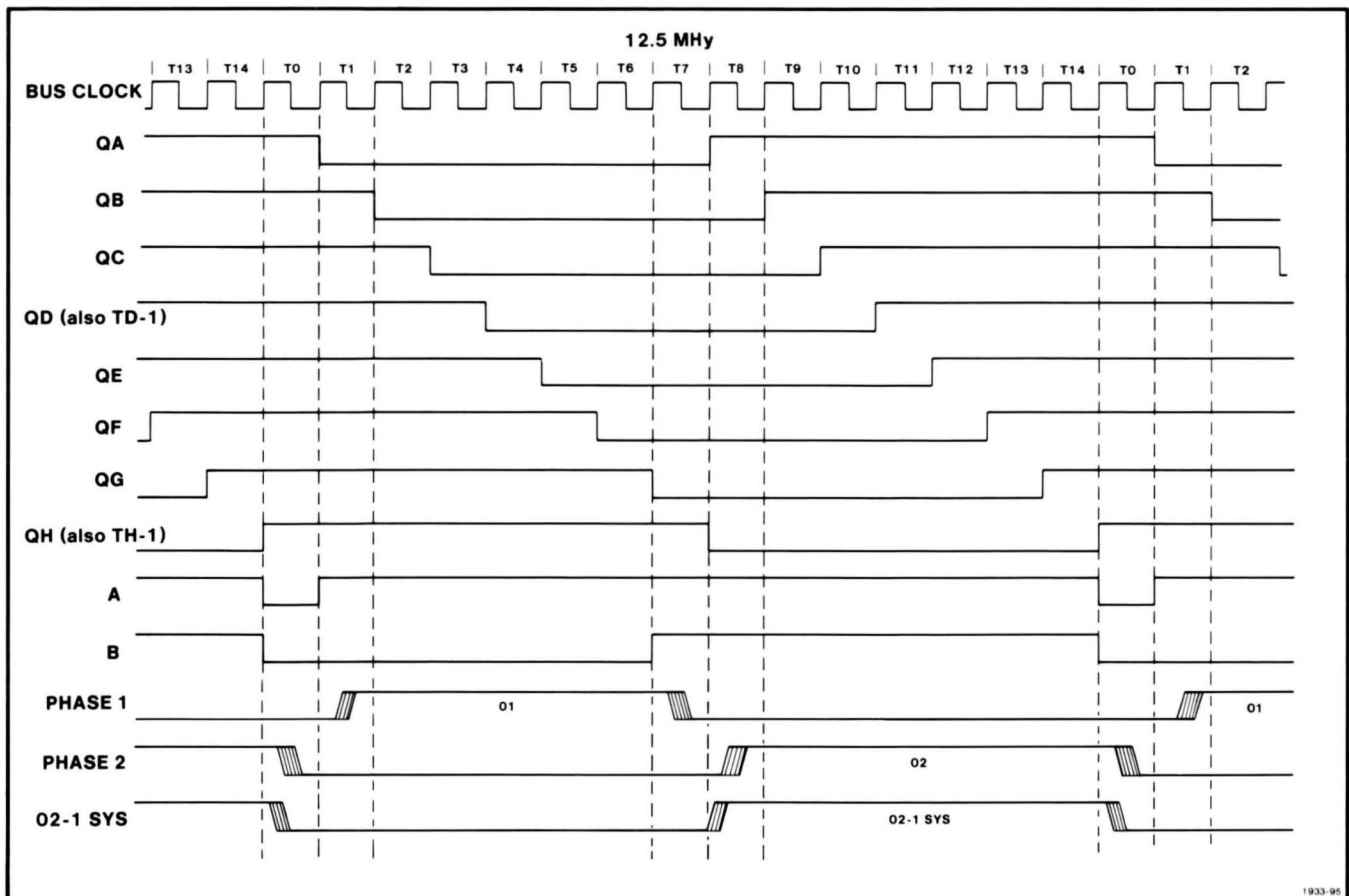 12.5 MHy
T13 T14 T0 T1 T2 T3 T4 T5 T6 T7 T8 T9 T10 T11 T12 T13 T14 T0 T1 T2
BUS CLOCK
QA
QB
QC
QD (also TD-1)
QE
QF
QG
QH (also TH-1)
A
B
PHASE 1 01 01
PHASE 2 02
02-1 SYS 02-1 SYS
1933-95